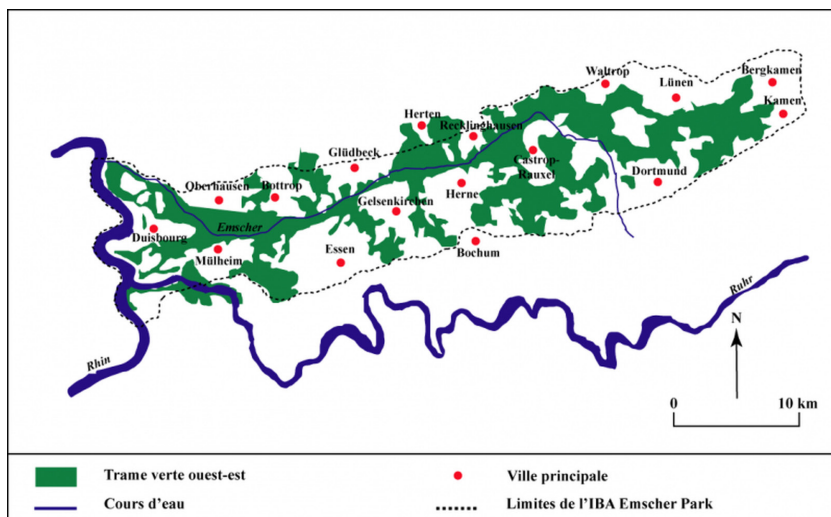 Waltrop
Lünen
Bergkamen
Kamen
Herten
Recklinghausen
Castrop-
Rauxel
Dortmund
Glüdbeck
Oberhausen
Bottrop
Gelsenkirchen
Herne
Emscher
Duisbourg
Mülheim
Essen
Bochum
Ruhr
Rhin
N
0
10 km
Trame verte ouest-est
Ville principale
Cours d'eau
Limites de l'IBA Emscher Park